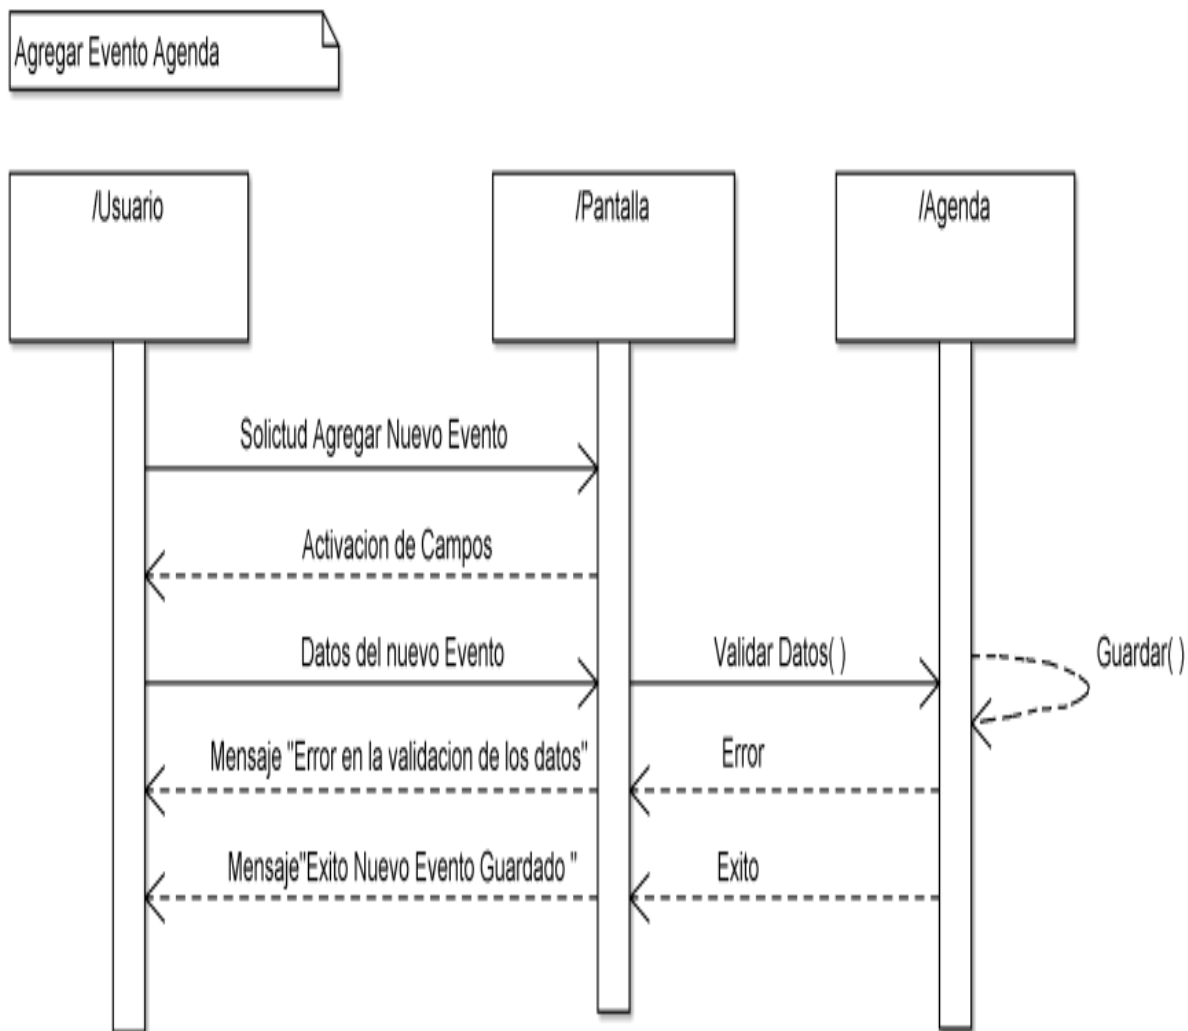 Agregar Evento Agenda
/Usuario
/Pantalla
/Agenda
Solictud Agregar Nuevo Evento
Activacion de Campos
Datos del nuevo Evento
Validar Datos( )
Guardar( )
Mensaje "Error en la validacion de los datos"
Error
Mensaje"Exito Nuevo Evento Guardado "
Exito